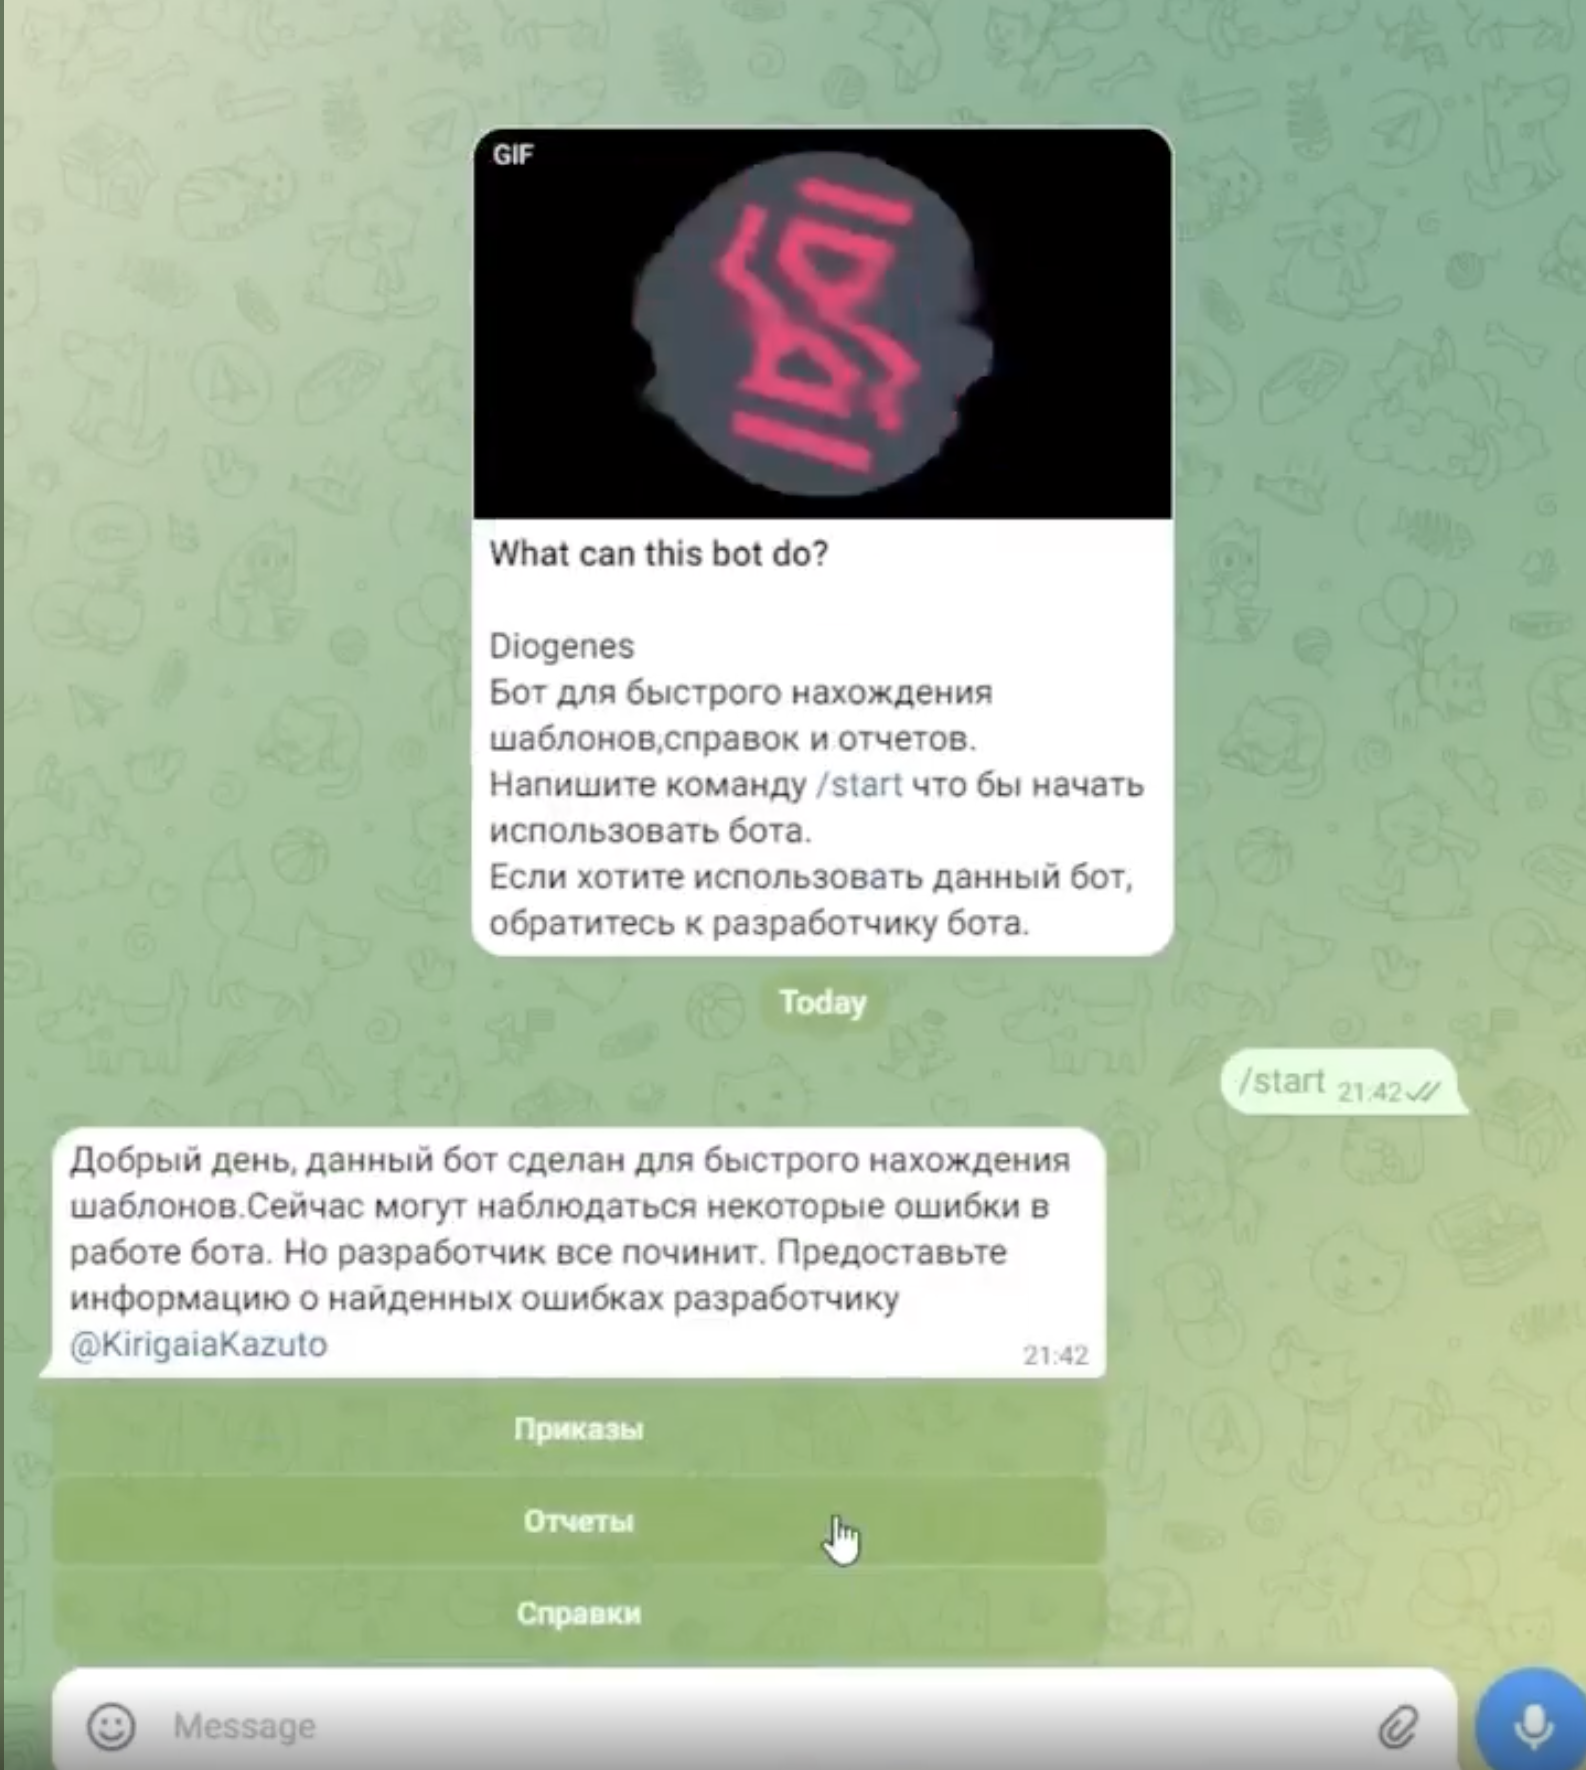 GIF
What can this bot do?
Diogenes
Бот для быстрого нахождения
шаблонов,справок и отчетов.
Напишите команду /start что бы начать
использовать бота.
Если хотите использовать данный бот,
обратитесь к разработчику бота.
Today
/start 21:42
Добрый день, данный бот сделан для быстрого нахождения
шаблонов.Сейчас могут наблюдаться некоторые ошибки в
работе бота. Но разработчик все починит. Предоставьте
информацию о найденных ошибках разработчику
@KirigaiaKazuto
21:42
Приказы
Отчеты
Справки
Message